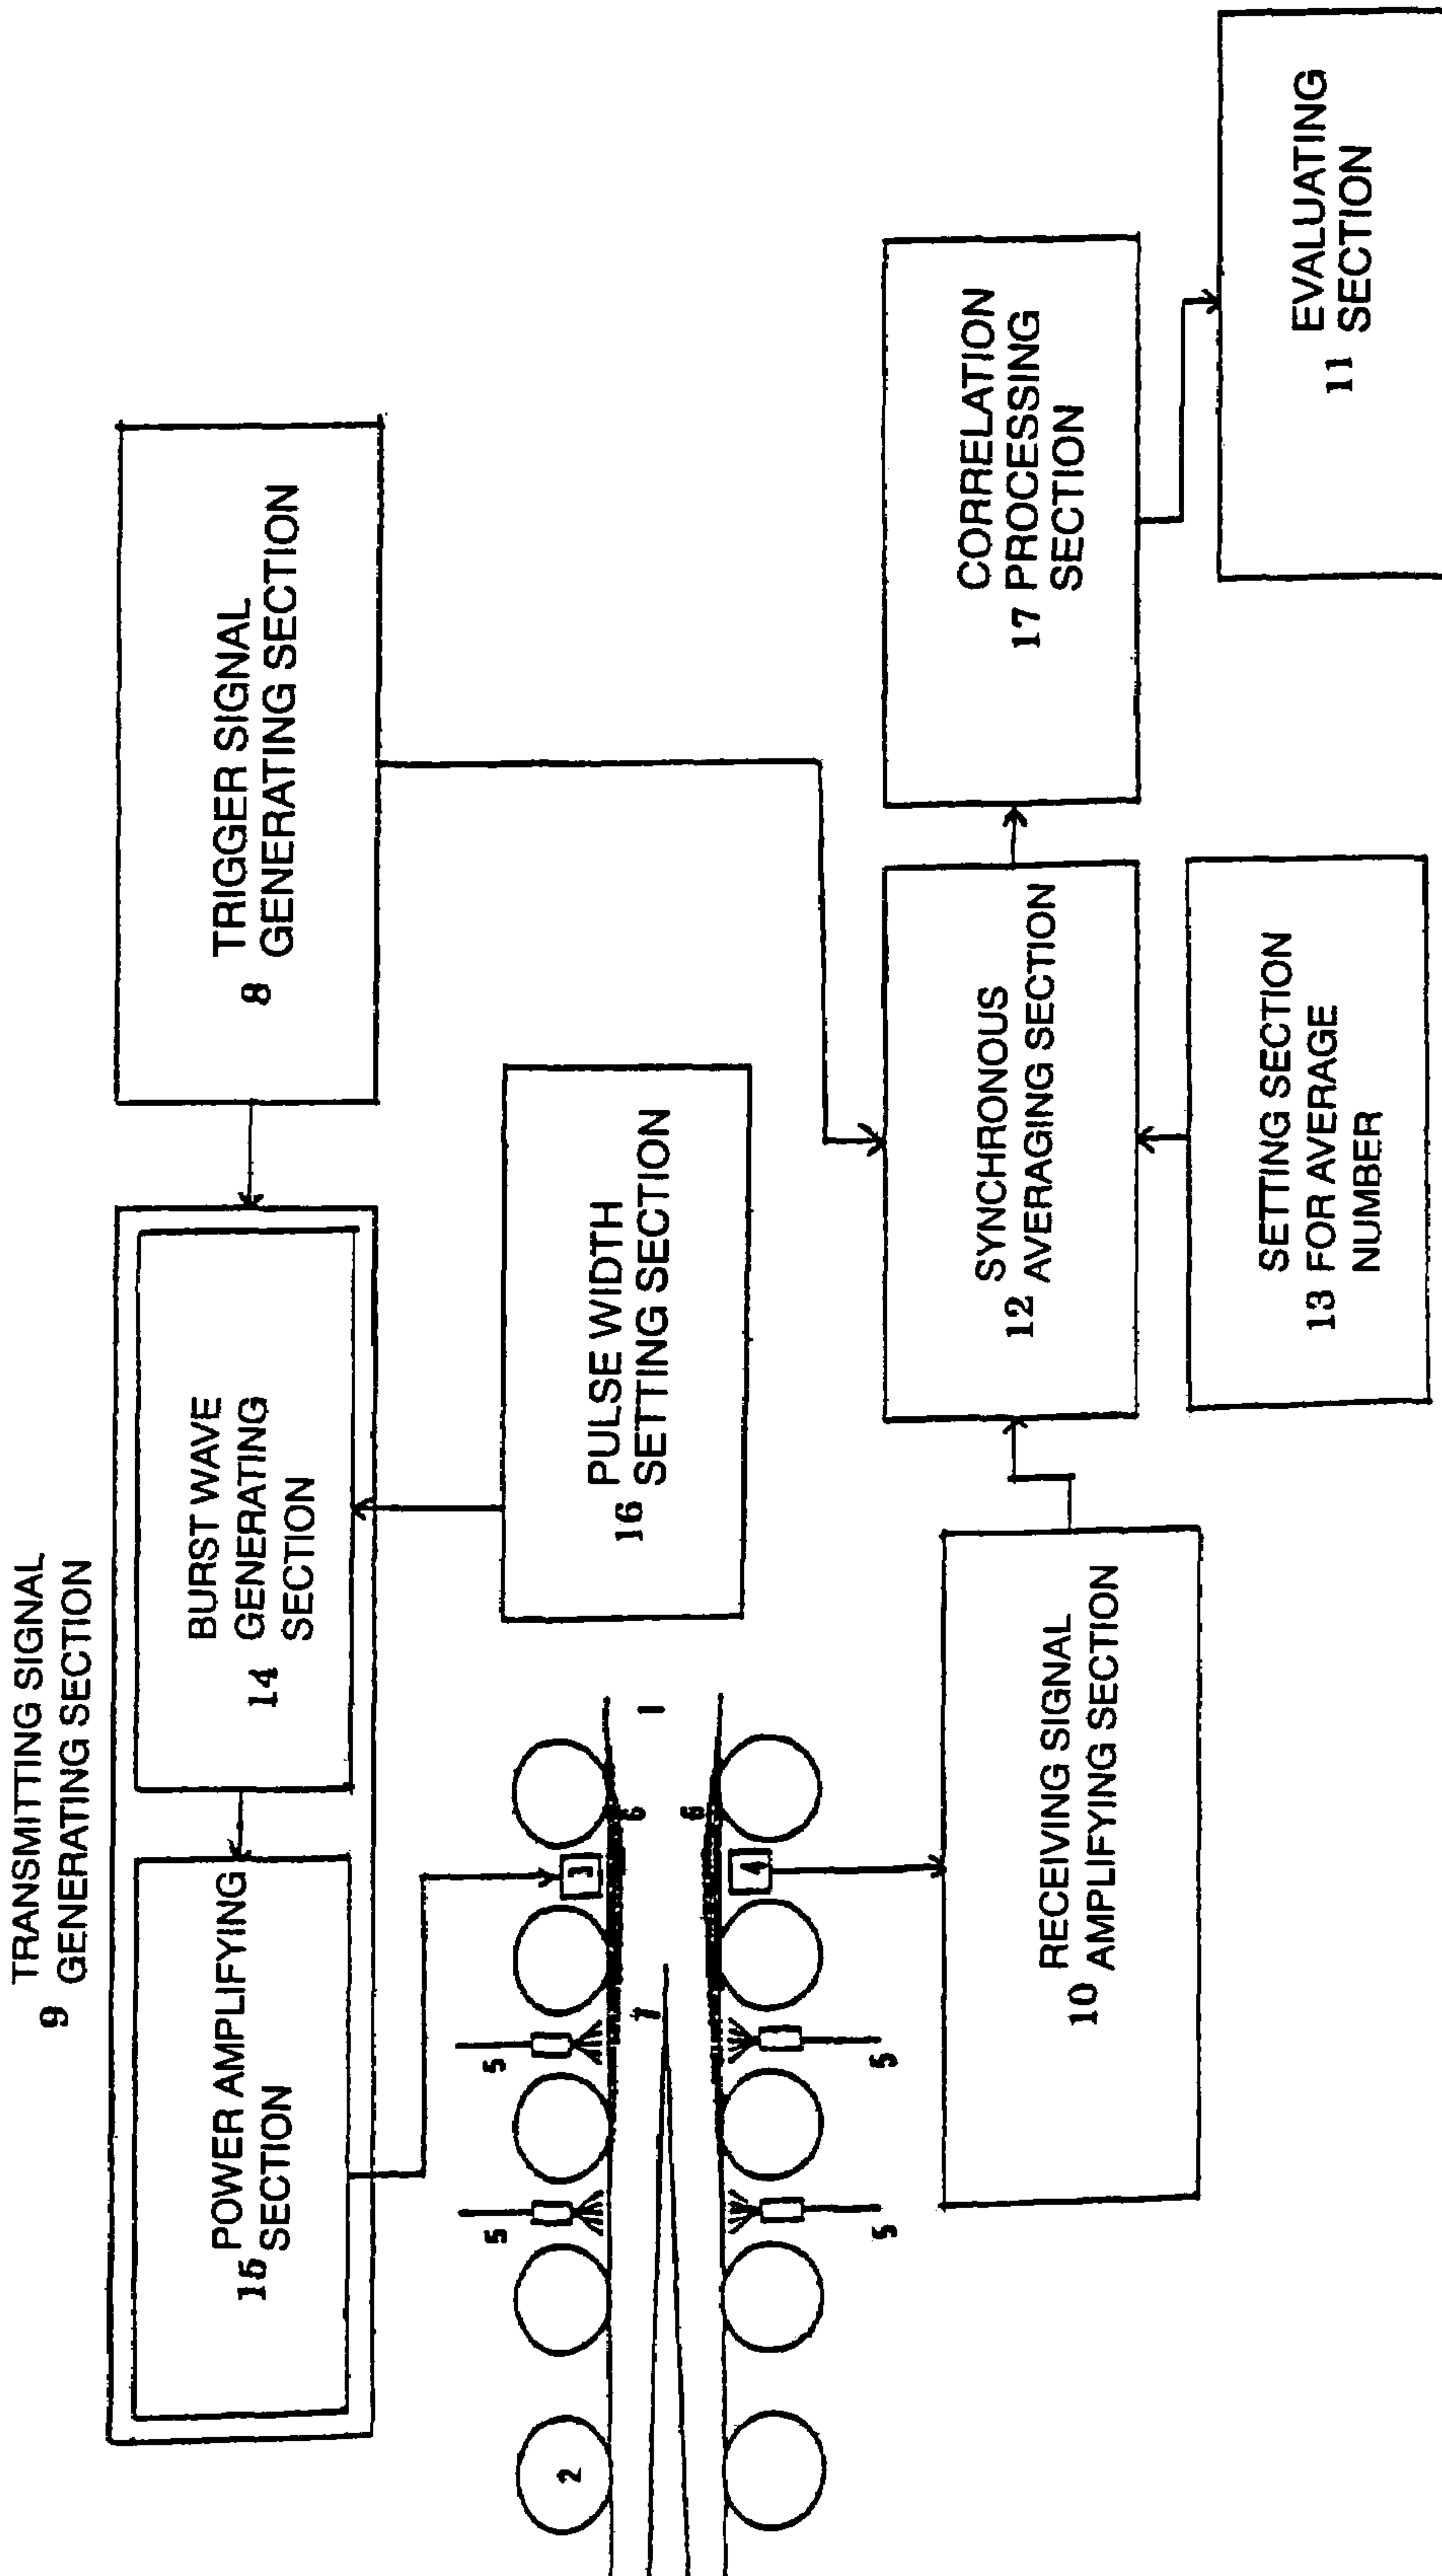 TRANSMITTING SIGNAL
9 GENERATING SECTION
POWER AMPLIFYING
15 SECTION
BURST WAVE
GENERATING
14 SECTION
TRIGGER SIGNAL
8 GENERATING SECTION
PULSE WIDTH
16 SETTING SECTION
2
5
5
3
6
1
7
6
4
5
5
RECEIVING SIGNAL
10 AMPLIFYING SECTION
SYNCHRONOUS
12 AVERAGING SECTION
SETTING SECTION
13 FOR AVERAGE
NUMBER
CORRELATION
17 PROCESSING
SECTION
EVALUATING
11 SECTION